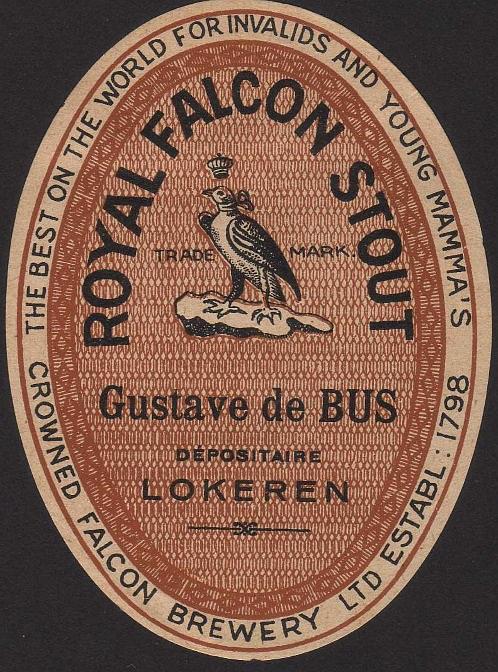 THE BEST ON THE WORLD FOR INVALIDS AND YOUNG MAMMA'S
ROYAL FALCON STOUT
TRADE MARK.
Gustave de BUS
DÉPOSITAIRE
LOKEREN
CROWNED FALCON BREWERY LTD ESTABL: 1798